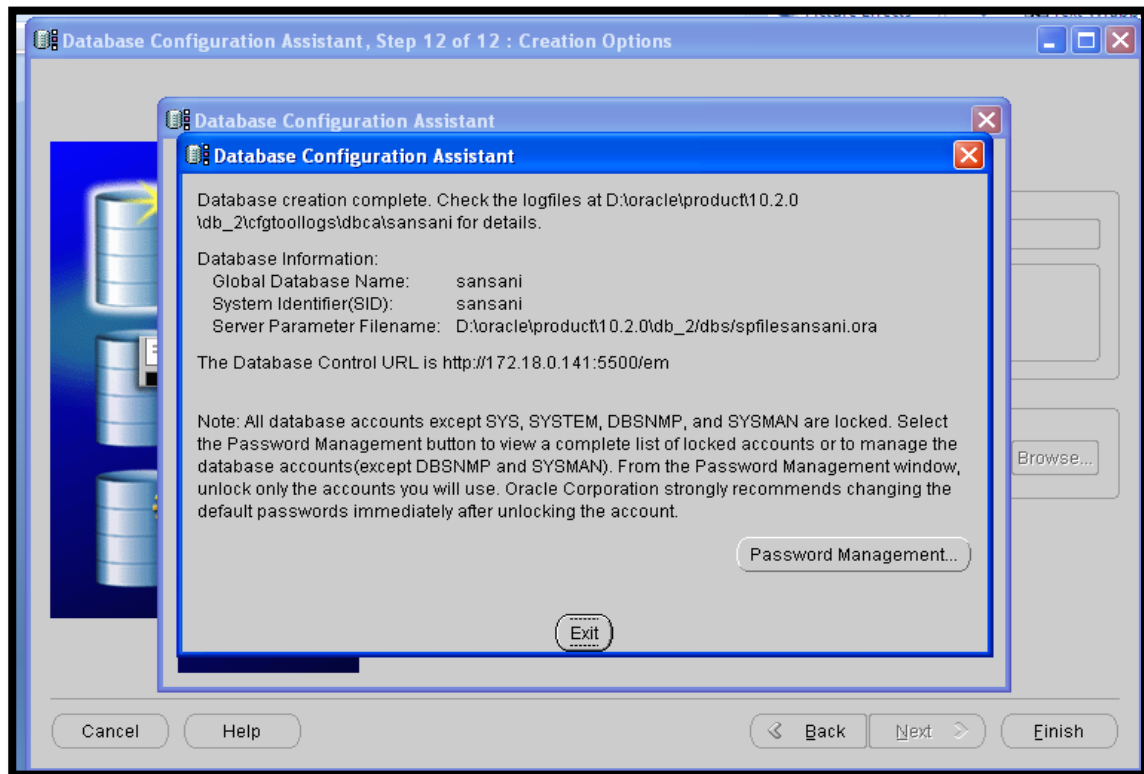 Database Configuration Assistant, Step 12 of 12 : Creation Options
Database Configuration Assistant
Database Configuration Assistant
Database creation complete. Check the logfiles at D:\oracle\product\10.2.0
\db_2\cfgtoollogs\dbca\sansani for details.
Database Information:
Global Database Name: sansani
System Identifier(SID): sansani
Server Parameter Filename: D:\oracle\product\10.2.0\db_2/dbs/spfilesansani.ora
The Database Control URL is http://172.18.0.141:5500/em
Note: All database accounts except SYS, SYSTEM, DBSNMP, and SYSMAN are locked. Select
the Password Management button to view a complete list of locked accounts or to manage the
database accounts(except DBSNMP and SYSMAN). From the Password Management window,
unlock only the accounts you will use. Oracle Corporation strongly recommends changing the
default passwords immediately after unlocking the account.
Password Management...
Exit
Browse...
Cancel Help Back Next Finish